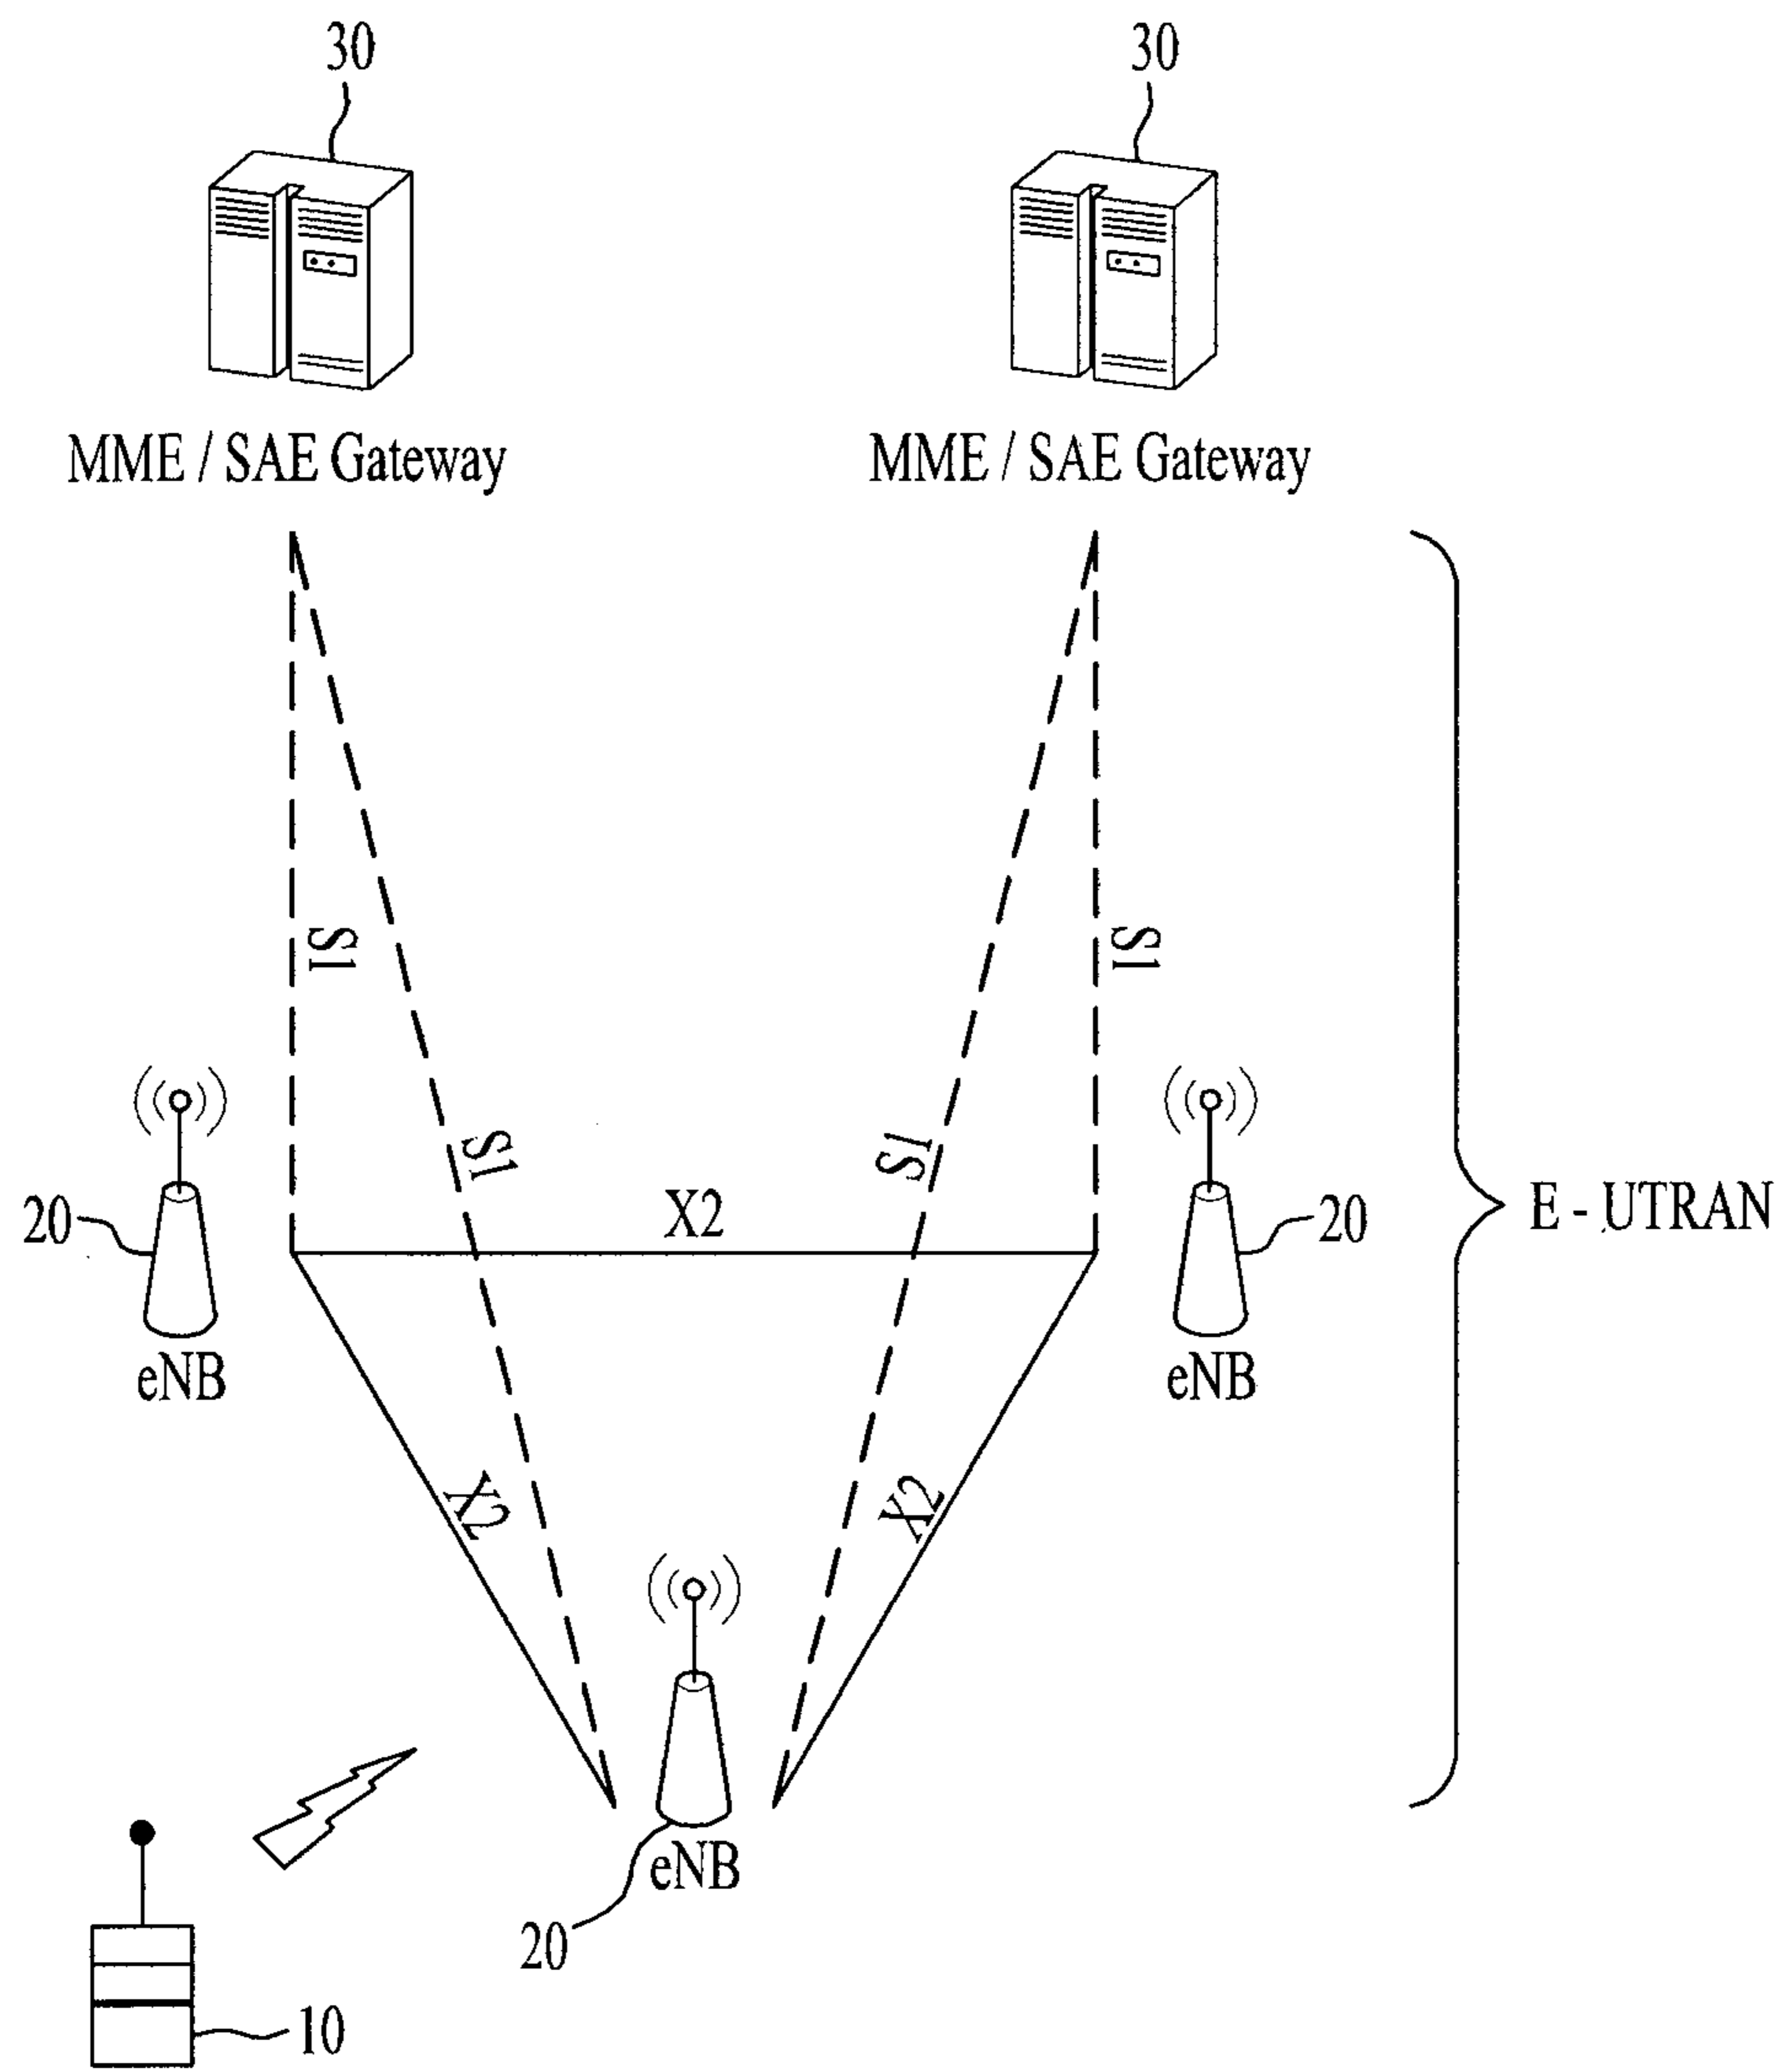 30
30
MME / SAE Gateway
MME / SAE Gateway
S1
S1
S1
S1
X2
20
20
E - UTRAN
eNB
eNB
X2
X2
eNB
20
10